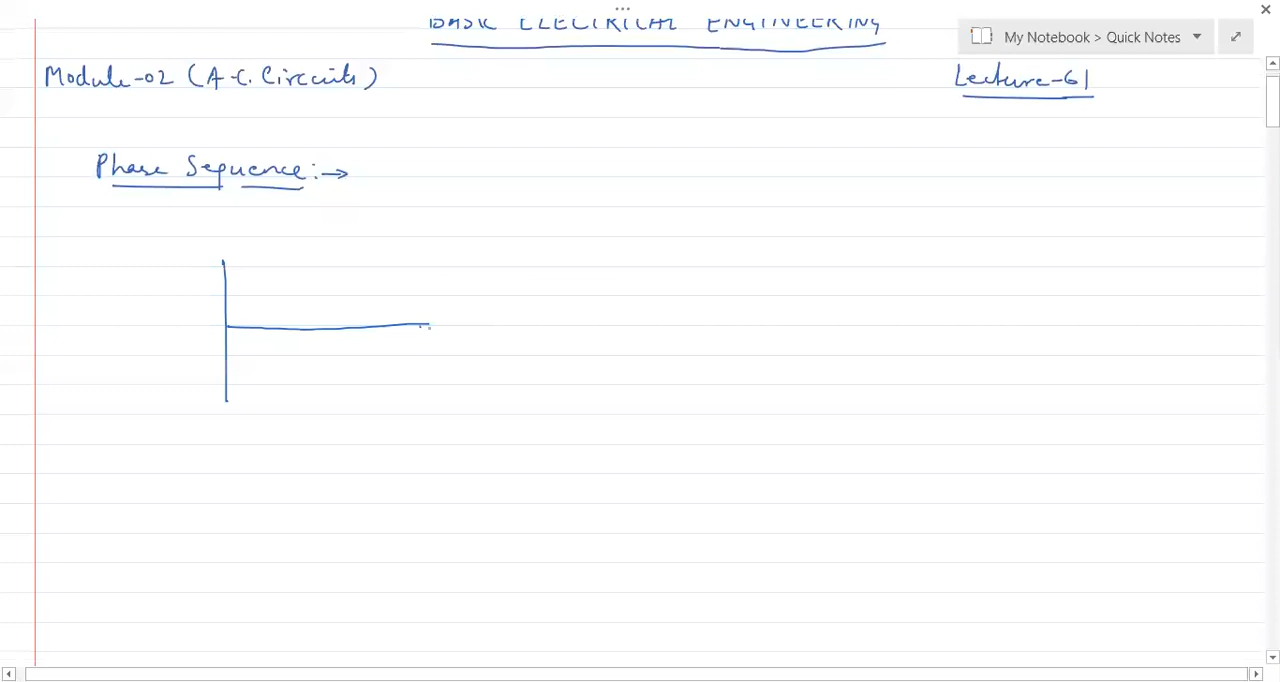 BASIC ELECTRICAL ENGINEERING
My Notebook > Quick Notes
Module-02 (A-C. Circuits)
Lecture-61
Phase Sequence:→